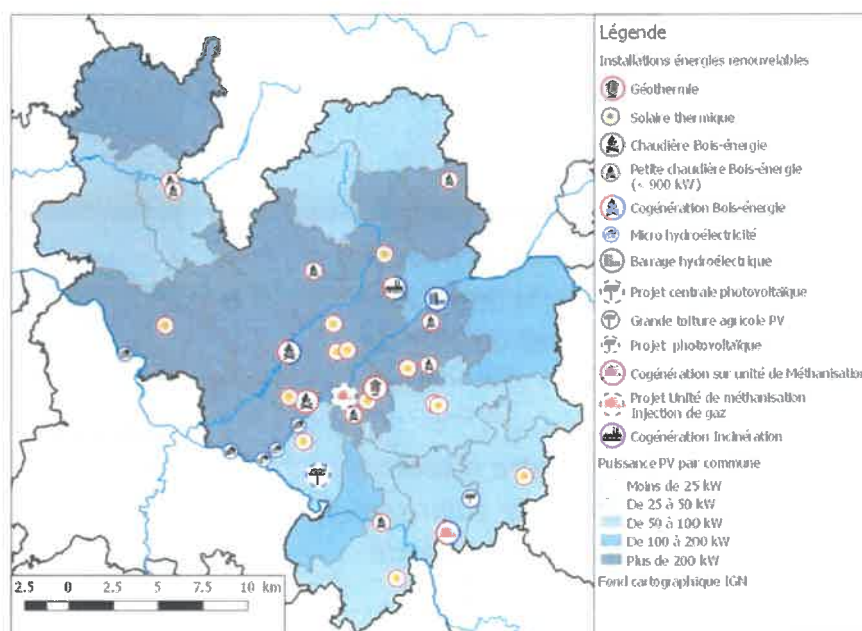 Légende
Installations énergies renouvelables
Géothermie
Solaire thermique
Chaudière Bois-énergie
Petite chaudière Bois-énergie
(< 900 kW)
Cogénération Bois-énergie
Micro hydroélectricité
Barrage hydroélectrique
Projet centrale photovoltaïque
Grande toiture agricole PV
Projet photovoltaïque
Cogénération sur unité de Méthanisation
Projet Unité de méthanisation
Injection de gaz
Cogénération Incinération
Puissance PV par commune
Moins de 25 kW
De 25 à 50 kW
De 50 à 100 kW
De 100 à 200 kW
Plus de 200 kW
Fond cartographique IGN
2.5 0 2.5 5 7.5 10 km